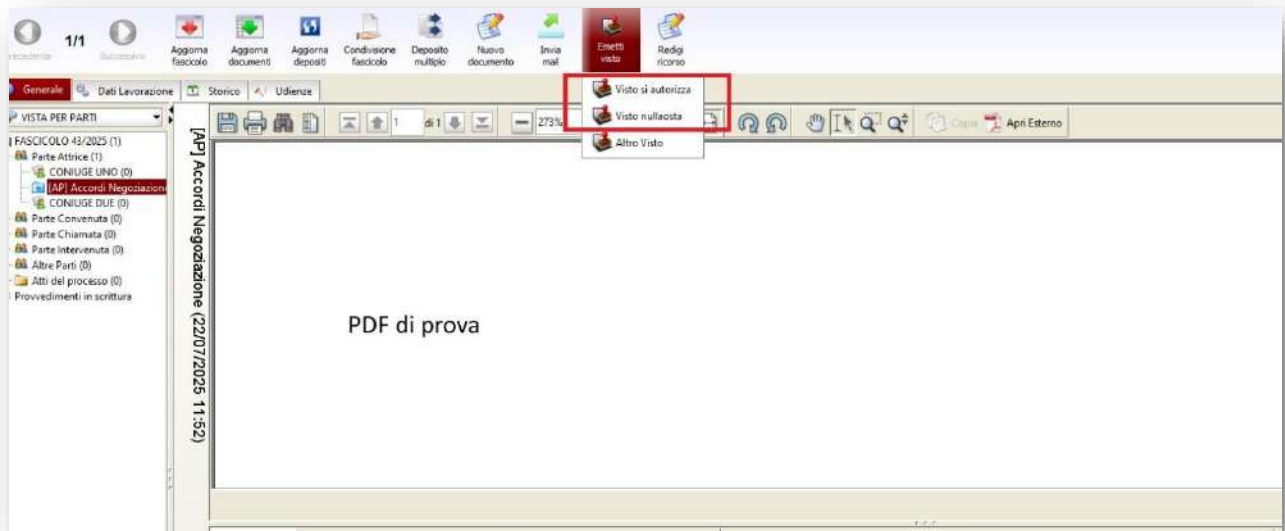 1/1
Successivo
Aggiorna fascicolo
Aggiorna documenti
Aggiorna depositi
Condivisione fascicolo
Deposito multiplo
Nuovo documento
Invia mail
Emetti visto
Redigi ricorso
Generale
Dati Lavorazione
Storico
Udienze
Visto si autorizza
Visto nullaosta
Altro Visto
VISTA PER PARTI
1
di 1
273%
Copia
Apri Esterno
FASCICOLO 43/2025 (1)
Parte Attrice (1)
CONIUGE UNO (0)
[AP] Accordi Negoziazion
CONIUGE DUE (0)
Parte Convenuta (0)
Parte Chiamata (0)
Parte Intervenuta (0)
Altre Parti (0)
Atti del processo (0)
Provvedimenti in scrittura
[AP] Accordi Negoziazione (22/07/2025 11:52)
PDF di prova